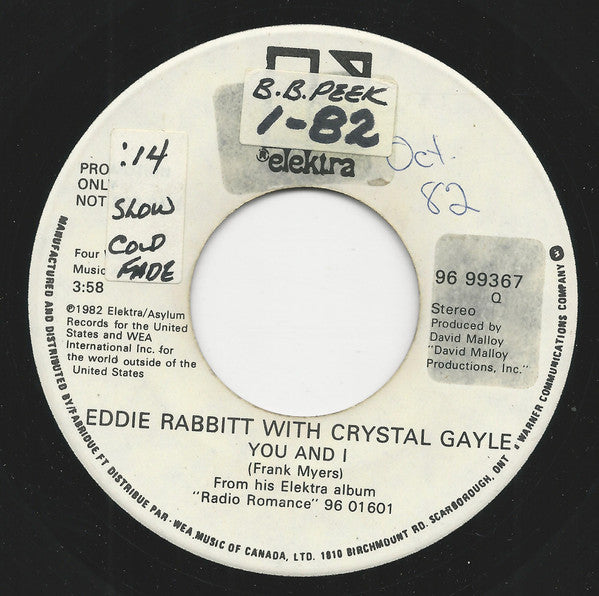 B.B. PEEK
1-82
®elektra
Oct.
82
:14
SLOW
COLD
FADE
PRO
ONL
NOT
Four
Music
3:58
℗1982 Elektra/Asylum
Records for the United
States and WEA
International Inc. for
the world outside of the
United States
96 99367
Q
Stereo
Produced by
David Malloy
"David Malloy
Productions, Inc."
EDDIE RABBITT WITH CRYSTAL GAYLE
YOU AND I
(Frank Myers)
From his Elektra album
"Radio Romance" 96 01601
MANUFACTURED AND DISTRIBUTED BY/FABRIQUE ET DISTRIBUE PAR - WEA MUSIC OF CANADA, LTD. 1810 BIRCHMOUNT RD. SCARBOROUGH, ONT. A WARNER COMMUNICATIONS COMPANY